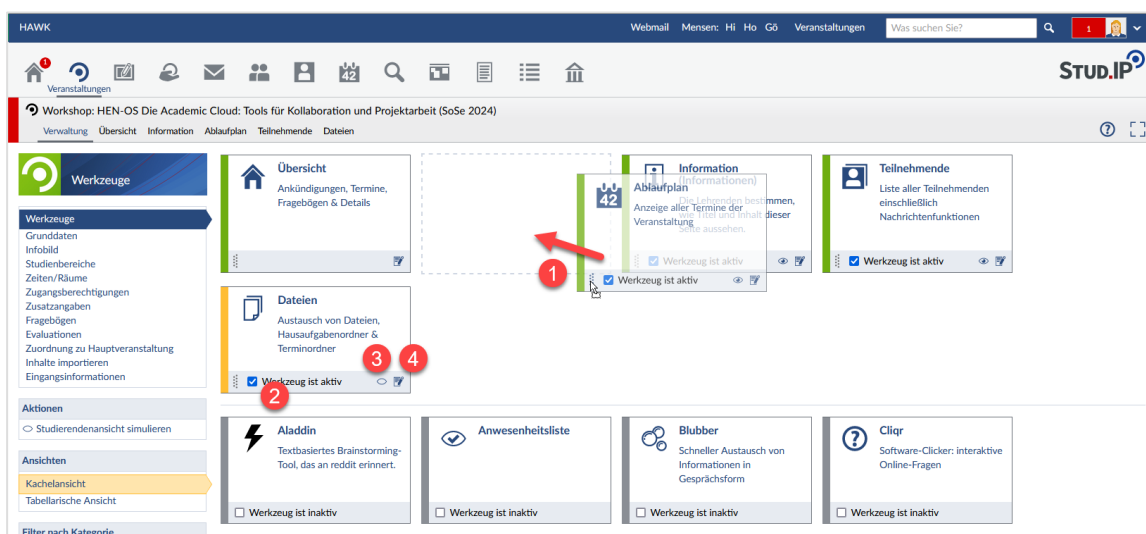 HAWK
Webmail Mensen: Hi Ho Gö Veranstaltungen Was suchen Sie? 1
1
42
Veranstaltungen
STUD.IP
Workshop: HEN-OS Die Academic Cloud: Tools für Kollaboration und Projektarbeit (SoSe 2024)
Verwaltung Übersicht Information Ablaufplan Teilnehmende Dateien
Werkzeuge
Werkzeuge
Grunddaten
Infobild
Studienbereiche
Zeiten/Räume
Zugangsberechtigungen
Zusatzangaben
Fragebögen
Evaluationen
Zuordnung zu Hauptveranstaltung
Inhalte importieren
Eingangsinformationen
Aktionen
Studierendenansicht simulieren
Ansichten
Kachelansicht
Tabellarische Ansicht
Filter nach Kategorie
Übersicht
Ankündigungen, Termine,
Fragebögen & Details
1
42
Ablaufplan
Anzeige aller Termine der
Veranstaltung
Werkzeug ist aktiv
Information
(Informationen)
Die Lehrenden bestimmen,
wie Titel und Inhalt dieser
Seite aussehen.
Werkzeug ist aktiv
Teilnehmende
Liste aller Teilnehmenden
einschließlich
Nachrichtenfunktionen
Werkzeug ist aktiv
Dateien
Austausch von Dateien,
Hausaufgabenordner &
Terminordner
3 4
Werkzeug ist aktiv
2
Aladdin
Textbasiertes Brainstorming-
Tool, das an reddit erinnert.
Werkzeug ist inaktiv
Anwesenheitsliste
Werkzeug ist inaktiv
Blubber
Schneller Austausch von
Informationen in
Gesprächsform
Werkzeug ist inaktiv
Cliqr
Software-Clicker: interaktive
Online-Fragen
Werkzeug ist inaktiv